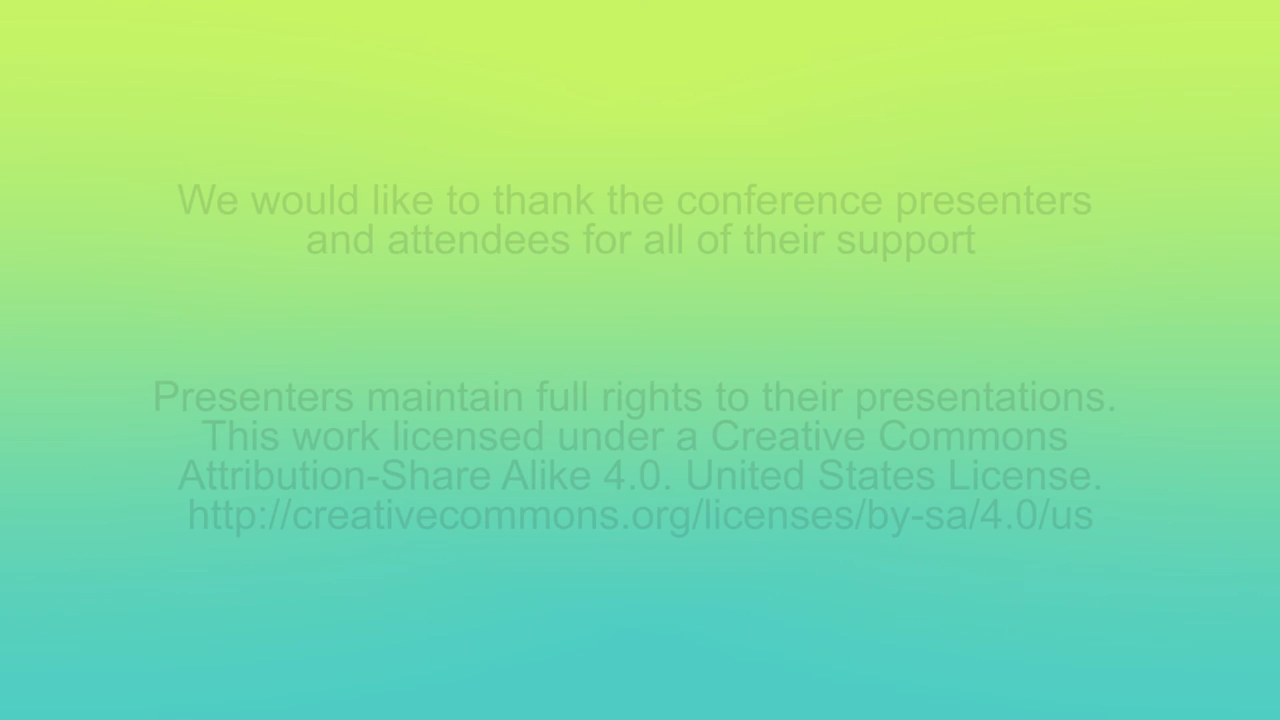 We would like to thank the conference presenters
and attendees for all of their support
Presenters maintain full rights to their presentations.
This work licensed under a Creative Commons
Attribution-Share Alike 4.0. United States License.
http://creativecommons.org/licenses/by-sa/4.0/us